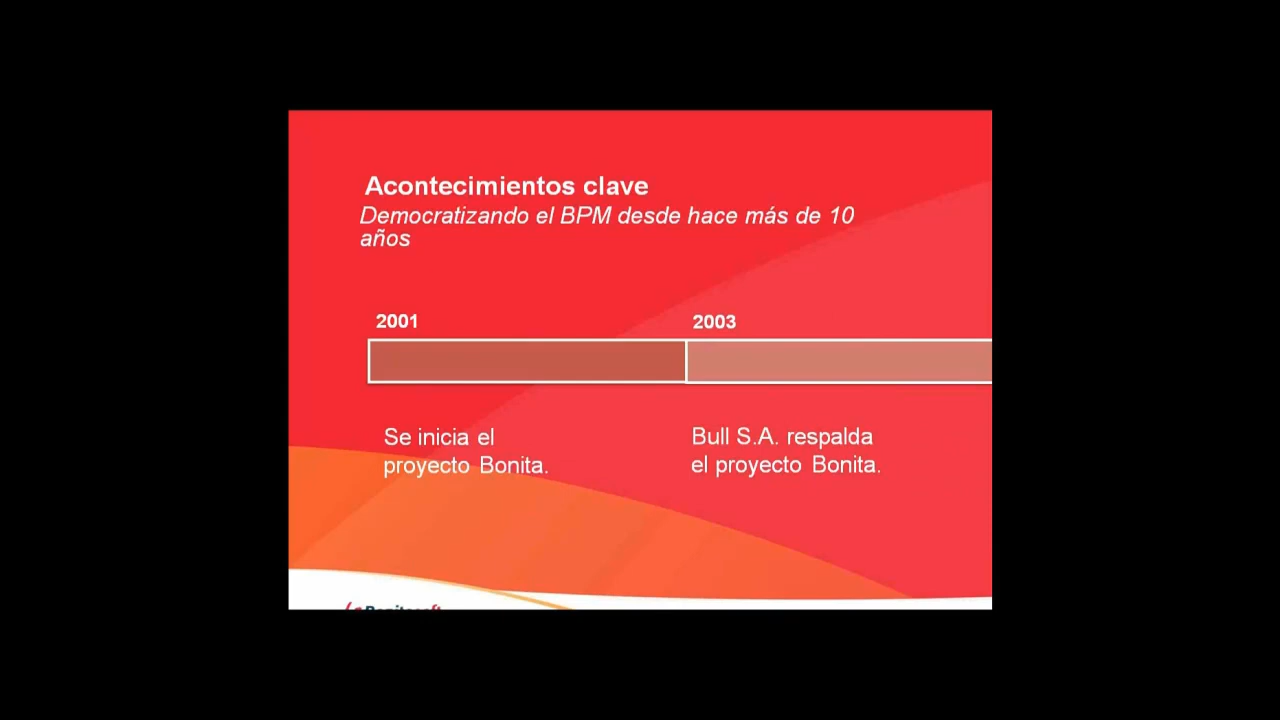 Acontecimientos clave
Democratizando el BPM desde hace más de 10
años
2001
2003
Se inicia el
proyecto Bonita.
Bull S.A. respalda
el proyecto Bonita.